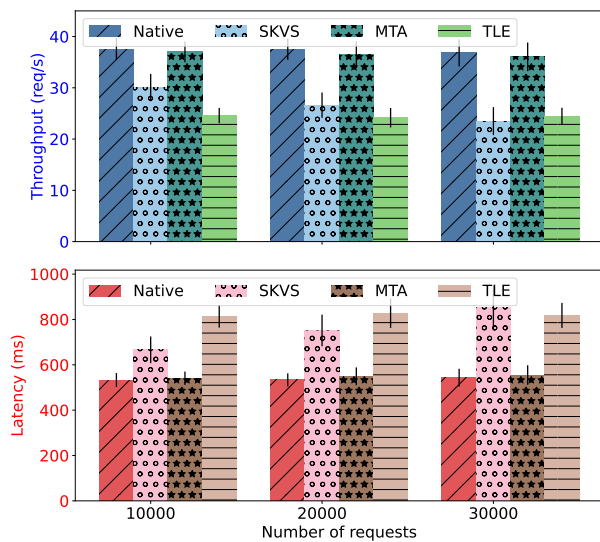 Native SKVS MTA TLE
Throughput (req/s)
40
30
20
10
0
Native SKVS MTA TLE
Latency (ms)
1000
800
600
400
200
0
10000 20000 30000
Number of requests